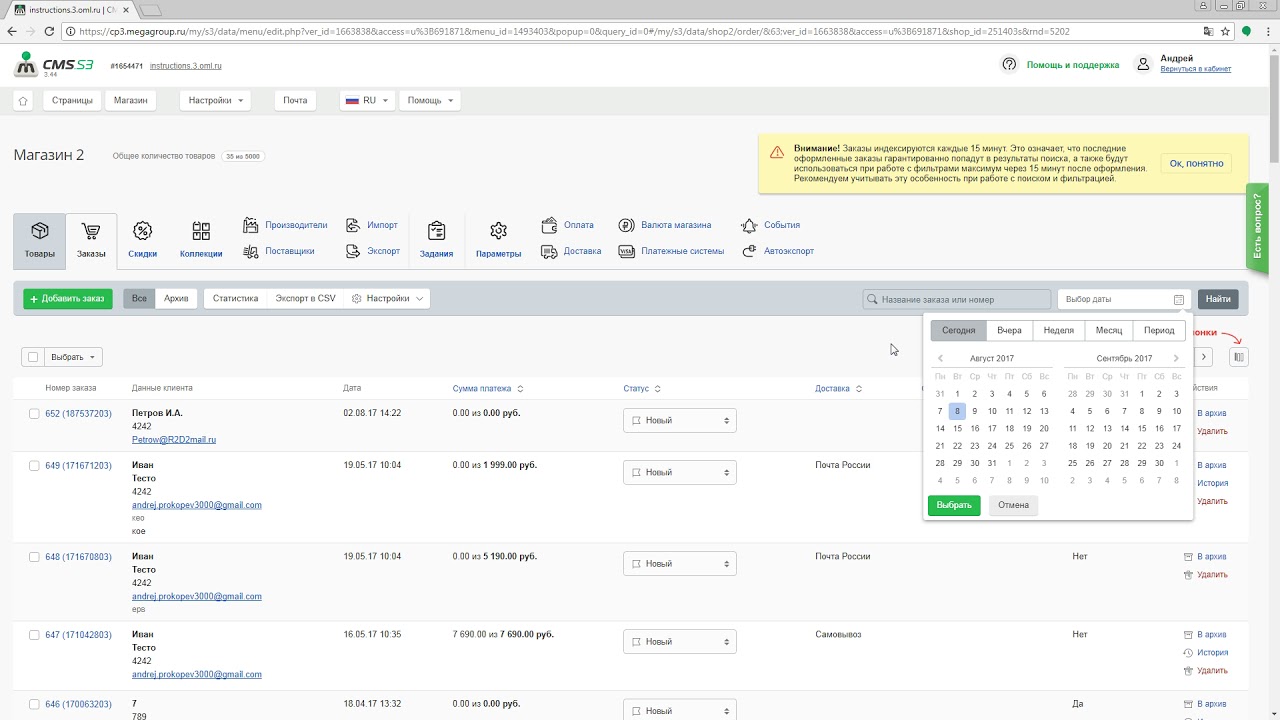 instructions.3.oml.ru | CM
https://cp3.megagroup.ru/my/s3/data/menu/edit.php?ver_id=1663838&access=u%3B691871&menu_id=1493403&popup=0&query_id=0#/my/s3/data/shop2/order/&63;ver_id=1663838&access=u%3B691871&shop_id=251403&rnd=5202
CMS.S3
3.44
#1654471
instructions.3.oml.ru
Помощь и поддержка
Андрей
Вернуться в кабинет
Страницы
Магазин
Настройки
Почта
RU
Помощь
Магазин 2
Общее количество товаров
35 из 5000
Внимание! Заказы индексируются каждые 15 минут. Это означает, что последние
оформленные заказы гарантированно попадут в результаты поиска, а также будут
использоваться при работе с фильтрами максимум через 15 минут после оформления.
Рекомендуем учитывать эту особенность при работе с поиском и фильтрацией.
Ок, понятно
Есть вопрос?
Товары
Заказы
Скидки
Коллекции
Производители
Поставщики
Импорт
Экспорт
Задания
Параметры
Оплата
Доставка
Валюта магазина
Платежные системы
События
Автоэкспорт
+ Добавить заказ
Все
Архив
Статистика
Экспорт в CSV
Настройки
Название заказа или номер
Выбор даты
Найти
Сегодня
Вчера
Неделя
Месяц
Период
Август 2017
Сентябрь 2017
Пн Вт Ср Чт Пт Сб Вс
Пн Вт Ср Чт Пт Сб Вс
31 1 2 3 4 5 6
28 29 30 31 1 2 3
7 8 9 10 11 12 13
4 5 6 7 8 9 10
14 15 16 17 18 19 20
11 12 13 14 15 16 17
21 22 23 24 25 26 27
18 19 20 21 22 23 24
28 29 30 31 1 2 3
25 26 27 28 29 30 1
4 5 6 7 8 9 10
2 3 4 5 6 7 8
Выбрать
Отмена
Выбрать
Номер заказа
Данные клиента
Дата
Сумма платежа
Статус
Доставка
652 (187537203)
Петров И.А.
4242
Petrow@R2D2mail.ru
02.08.17 14:22
0.00 из 0.00 руб.
Новый
В архив
Удалить
649 (171671203)
Иван
Тесто
4242
andrej.prokopev3000@gmail.com
кео
кое
19.05.17 10:04
0.00 из 1 999.00 руб.
Новый
Почта России
В архив
История
Удалить
648 (171670803)
Иван
Тесто
4242
andrej.prokopev3000@gmail.com
ерв
19.05.17 10:04
0.00 из 5 190.00 руб.
Новый
Почта России
Нет
В архив
Удалить
647 (171042803)
Иван
Тесто
4242
andrej.prokopev3000@gmail.com
16.05.17 10:35
7 690.00 из 7 690.00 руб.
Новый
Самовывоз
Нет
В архив
История
Удалить
646 (170063203)
7
789
18.04.17 13:32
0.00 из 0.00 руб.
Новый
Да
В архив